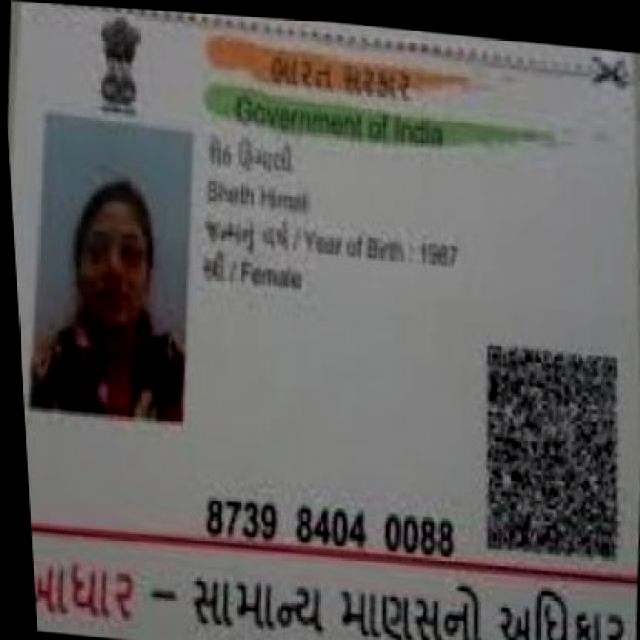 ભારત સરકાર
Government of India
શેઠ હિમાલી
Sheth Himali
જન્મનું વર્ષ / Year of Birth : 1987
સ્ત્રી / Female
8739 8404 0088
આધાર – સામાન્ય માણસનો અધિકાર